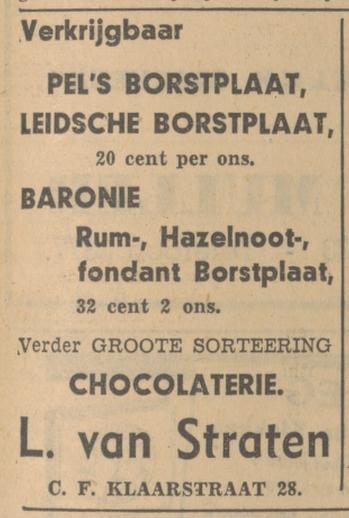 Verkrijgbaar
PEL'S BORSTPLAAT,
LEIDSCHE BORSTPLAAT,
20 cent per ons.
BARONIE
Rum-, Hazelnoot-,
fondant Borstplaat,
32 cent 2 ons.
Verder GROOTE SORTEERING
CHOCOLATERIE.
L. van Straten
C. F. KLAARSTRAAT 28.